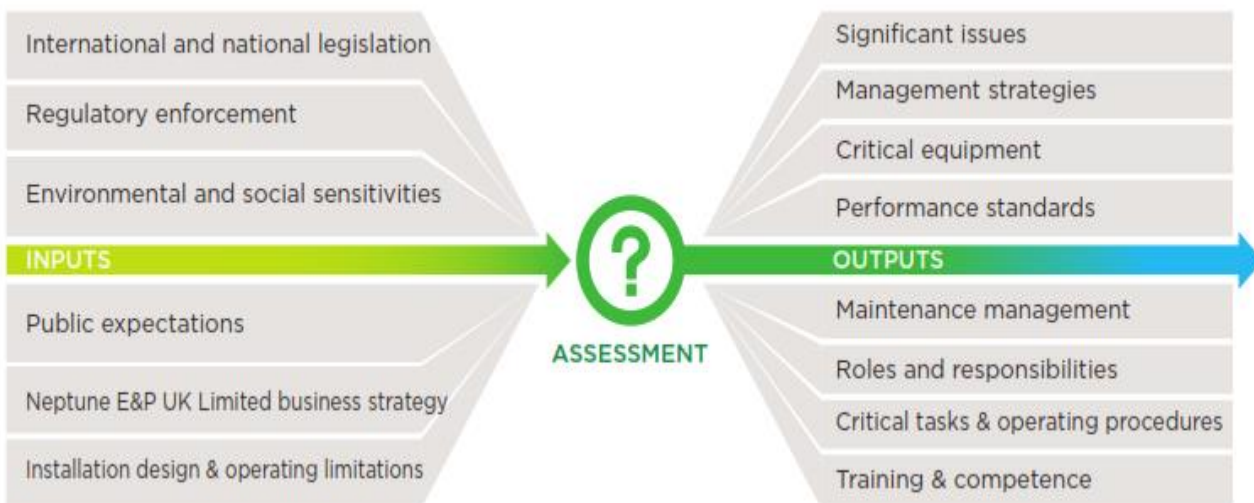 International and national legislation
Regulatory enforcement
Environmental and social sensitivities
INPUTS
Public expectations
Neptune E&P UK Limited business strategy
Installation design & operating limitations
?
ASSESSMENT
Significant issues
Management strategies
Critical equipment
Performance standards
OUTPUTS
Maintenance management
Roles and responsibilities
Critical tasks & operating procedures
Training & competence